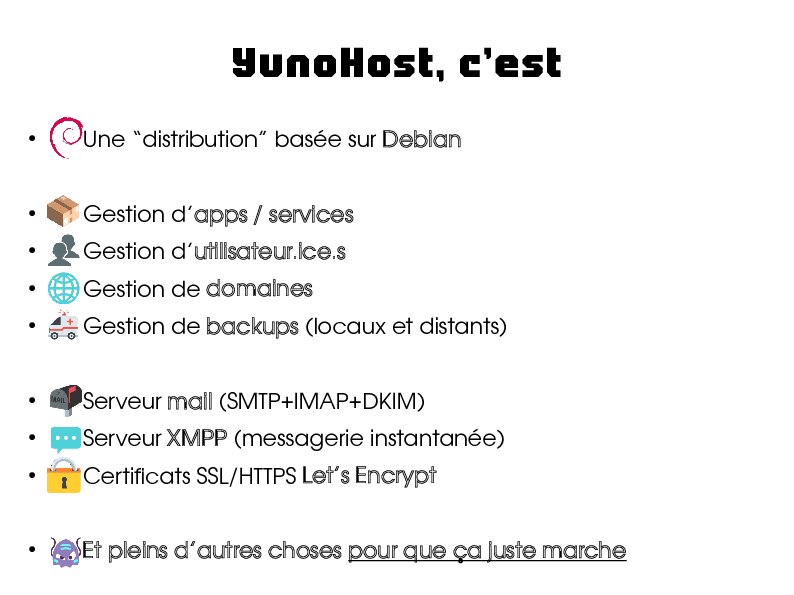 YunoHost, c’est
• Une “distribution” basée sur Debian
• Gestion d’apps / services
• Gestion d’utilisateur.ice.s
• Gestion de domaines
• Gestion de backups (locaux et distants)
• MAIL Serveur mail (SMTP+IMAP+DKIM)
• Serveur XMPP (messagerie instantanée)
• Certificats SSL/HTTPS Let’s Encrypt
• Et pleins d’autres choses pour que ça juste marche